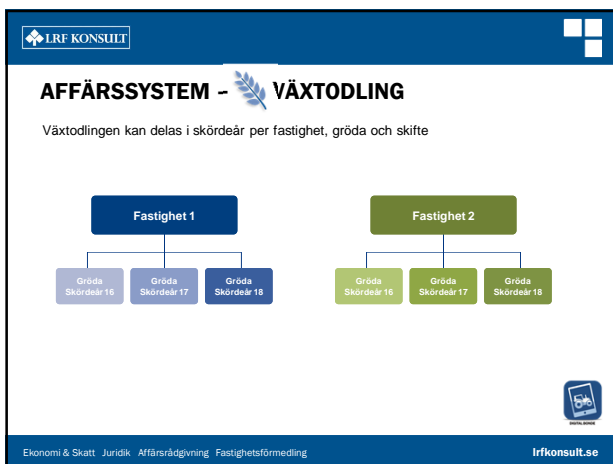 LRF KONSULT
AFFÄRSSYSTEM – VÄXTODLING
Växtodlingen kan delas i skördeår per fastighet, gröda och skifte
Fastighet 1
Gröda
Skördeår 16
Gröda
Skördeår 17
Gröda
Skördeår 18
Fastighet 2
Gröda
Skördeår 16
Gröda
Skördeår 17
Gröda
Skördeår 18
DIGITAL BONDE
Ekonomi & Skatt Juridik Affärsrådgivning Fastighetsförmedling
lrfkonsult.se